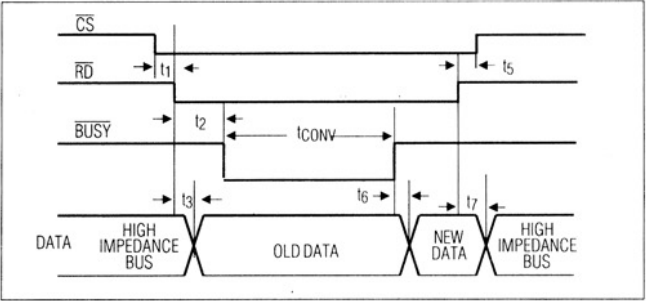 CS
t1
t5
RD
t2
BUSY
tCONV
t3
t6
t7
DATA
HIGH
IMPEDANCE
BUS
OLD DATA
NEW
DATA
HIGH
IMPEDANCE
BUS